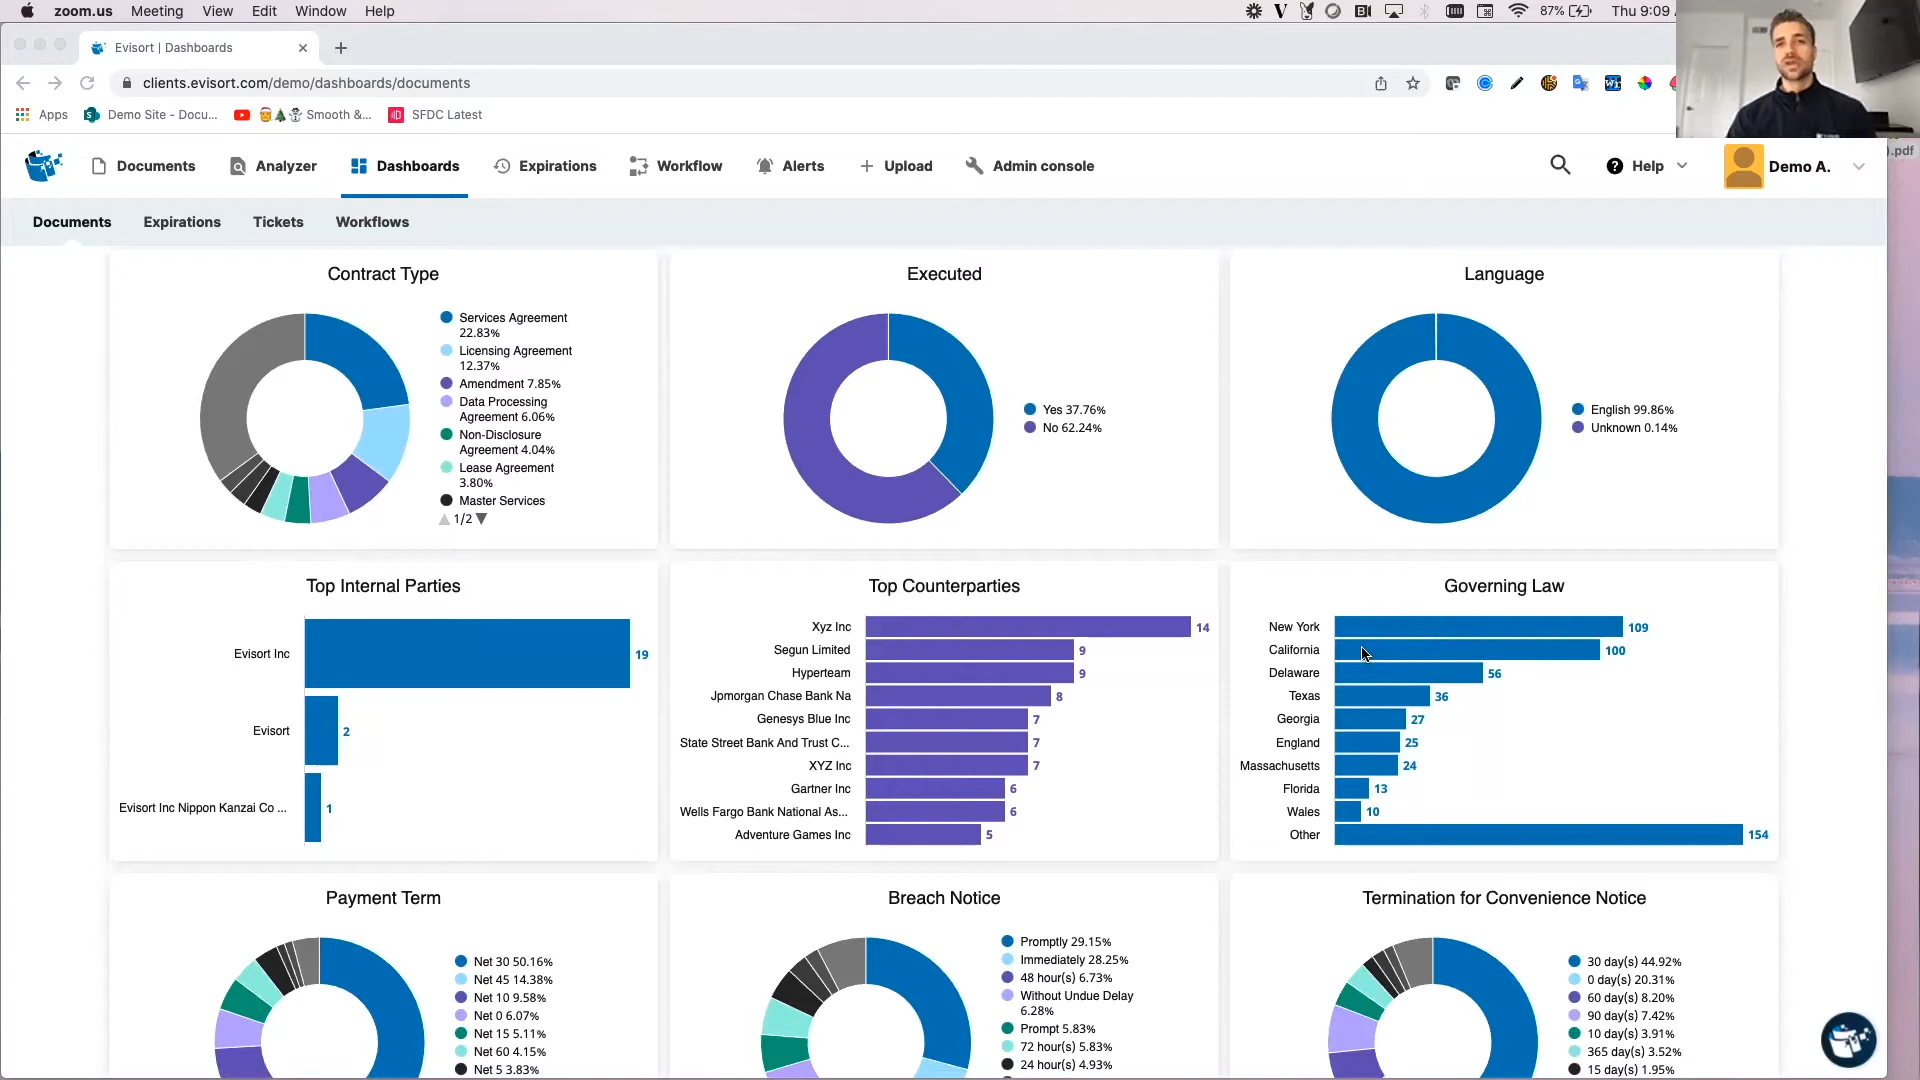 zoom.us Meeting View Edit Window Help
87% Thu 9:09
Evisort | Dashboards
clients.evisort.com/demo/dashboards/documents
Apps Demo Site - Docu... Smooth &... SFDC Latest
).pdf
Documents Analyzer Dashboards Expirations Workflow Alerts Upload Admin console Help Demo A.
Documents Expirations Tickets Workflows
Contract Type
Services Agreement
22.83%
Licensing Agreement
12.37%
Amendment 7.85%
Data Processing
Agreement 6.06%
Non-Disclosure
Agreement 4.04%
Lease Agreement
3.80%
Master Services
1/2
Executed
Yes 37.76%
No 62.24%
Language
English 99.86%
Unknown 0.14%
Top Internal Parties
Evisort Inc 19
Evisort 2
Evisort Inc Nippon Kanzai Co ... 1
Top Counterparties
Xyz Inc 14
Segun Limited 9
Hyperteam 9
Jpmorgan Chase Bank Na 8
Genesys Blue Inc 7
State Street Bank And Trust C... 7
XYZ Inc 7
Gartner Inc 6
Wells Fargo Bank National As... 6
Adventure Games Inc 5
Governing Law
New York 109
California 100
Delaware 56
Texas 36
Georgia 27
England 25
Massachusetts 24
Florida 13
Wales 10
Other 154
Payment Term
Net 30 50.16%
Net 45 14.38%
Net 10 9.58%
Net 0 6.07%
Net 15 5.11%
Net 60 4.15%
Net 5 3.83%
Breach Notice
Promptly 29.15%
Immediately 28.25%
48 hour(s) 6.73%
Without Undue Delay
6.28%
Prompt 5.83%
72 hour(s) 5.83%
24 hour(s) 4.93%
Termination for Convenience Notice
30 day(s) 44.92%
0 day(s) 20.31%
60 day(s) 8.20%
90 day(s) 7.42%
10 day(s) 3.91%
365 day(s) 3.52%
15 day(s) 1.95%